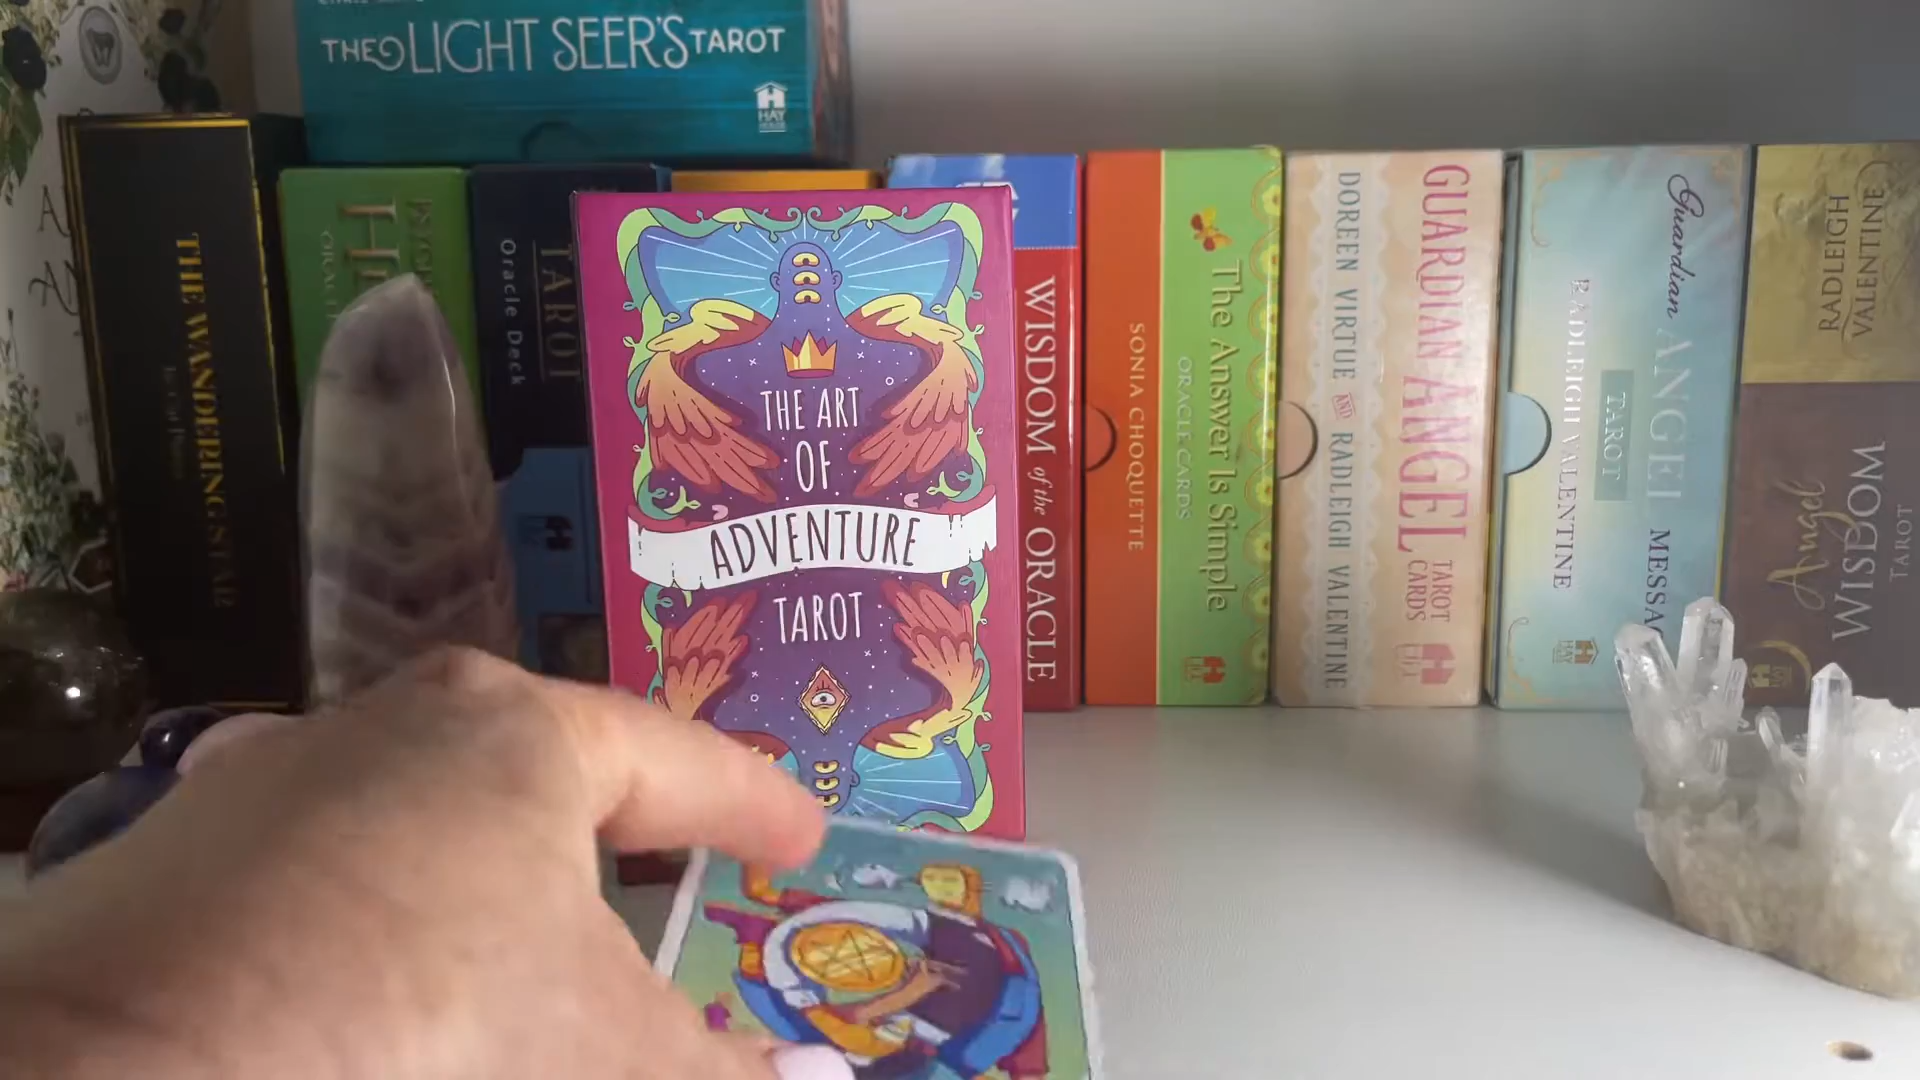 THE LIGHT SEER'S TAROT
HAY
HOUSE
THE WANDERING STAR
ORACLE
TAROT
Oracle Deck
THE ART
OF
ADVENTURE
TAROT
WISDOM of the ORACLE
SONIA CHOQUETTE
The Answer Is Simple
ORACLE CARDS
DOREEN VIRTUE AND RADLEIGH VALENTINE
GUARDIAN ANGEL
TAROT
CARDS
RADLEIGH VALENTINE
TAROT
Guardian ANGEL
HAY
RADLEIGH
VALENTINE
Angel
WISDOM
TAROT